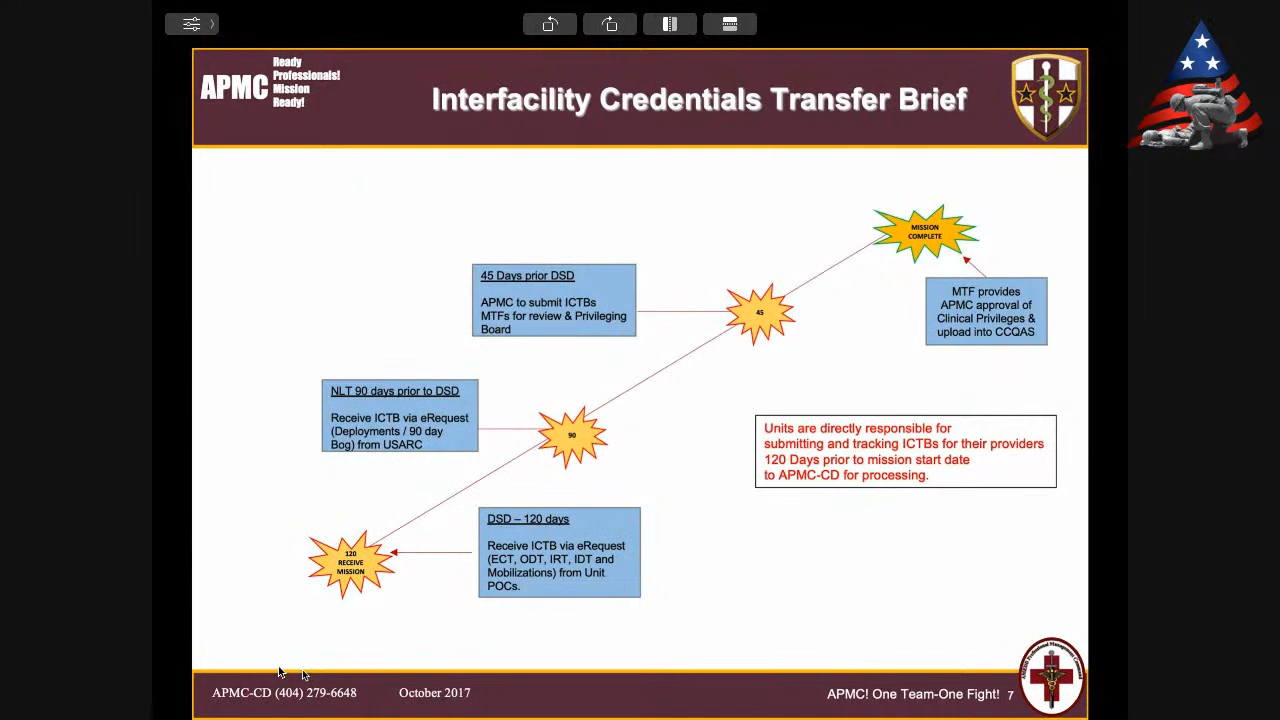 APMC
Ready
Professionals!
Mission
Ready!
Interfacility Credentials Transfer Brief
MISSION
COMPLETE
45 Days prior DSD
APMC to submit ICTBs
MTFs for review & Privileging
Board
45
MTF provides
APMC approval of
Clinical Privileges &
upload into CCQAS
NLT 90 days prior to DSD
Receive ICTB via eRequest
(Deployments / 90 day
Bog) from USARC
90
Units are directly responsible for
submitting and tracking ICTBs for their providers
120 Days prior to mission start date
to APMC-CD for processing.
DSD – 120 days
Receive ICTB via eRequest
(ECT, ODT, IRT, IDT and
Mobilizations) from Unit
POCs.
120
RECEIVE
MISSION
APMC-CD (404) 279-6648
October 2017
APMC! One Team-One Fight! 7
AMEDD Professional Management Command